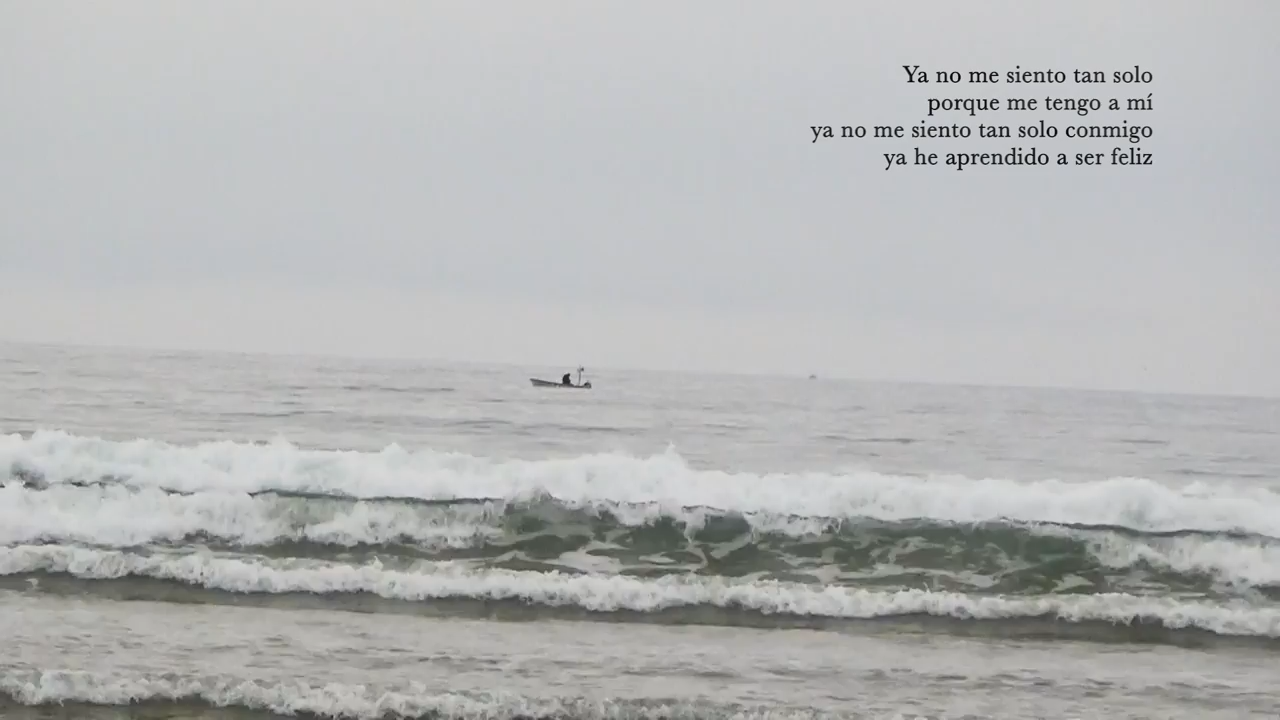 Ya no me siento tan solo
porque me tengo a mí
ya no me siento tan solo conmigo
ya he aprendido a ser feliz